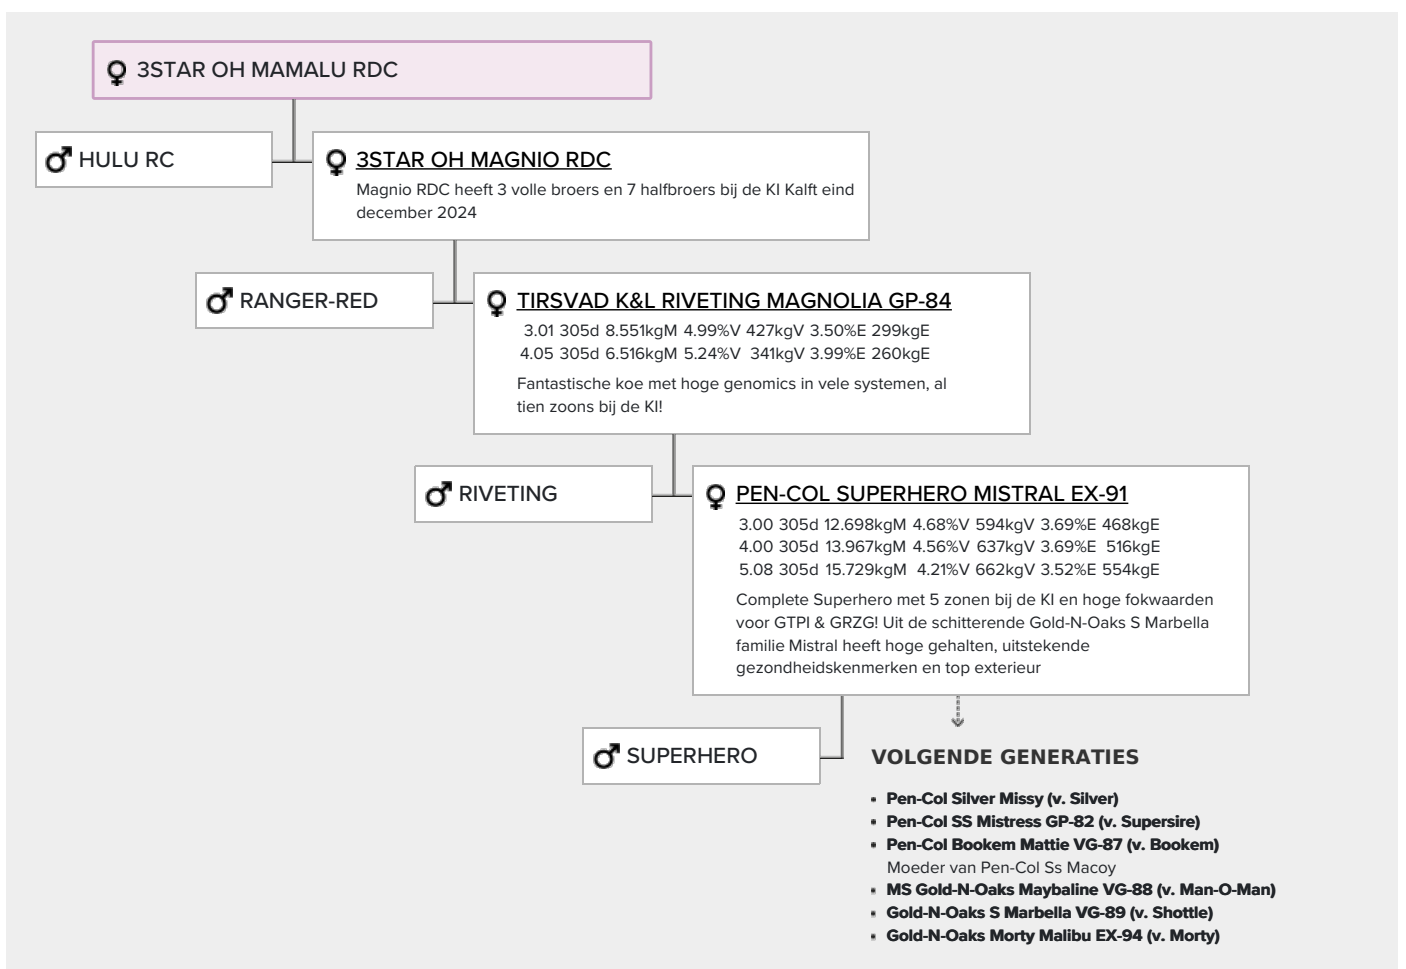 3STAR OH MAMALU RDC
HULU RC
3STAR OH MAGNIO RDC
Magnio RDC heeft 3 volle broers en 7 halfbroers bij de KI Kalft eind
december 2024
RANGER-RED
TIRSVAD K&L RIVETING MAGNOLIA GP-84
3.01 305d 8.551kgM 4.99%V 427kgV 3.50%E 299kgE
4.05 305d 6.516kgM 5.24%V 341kgV 3.99%E 260kgE
Fantastische koe met hoge genomics in vele systemen, al
tien zoons bij de KI!
RIVETING
PEN-COL SUPERHERO MISTRAL EX-91
3.00 305d 12.698kgM 4.68%V 594kgV 3.69%E 468kgE
4.00 305d 13.967kgM 4.56%V 637kgV 3.69%E 516kgE
5.08 305d 15.729kgM 4.21%V 662kgV 3.52%E 554kgE
Complete Superhero met 5 zonen bij de KI en hoge fokwaarden
voor GTPI & GRZG! Uit de schitterende Gold-N-Oaks S Marbella
familie Mistral heeft hoge gehalten, uitstekende
gezondheidskenmerken en top exterieur
SUPERHERO
VOLGENDE GENERATIES
Pen-Col Silver Missy (v. Silver)
Pen-Col SS Mistress GP-82 (v. Supersire)
Pen-Col Bookem Mattie VG-87 (v. Bookem)
Moeder van Pen-Col Ss Macoy
MS Gold-N-Oaks Maybaline VG-88 (v. Man-O-Man)
Gold-N-Oaks S Marbella VG-89 (v. Shottle)
Gold-N-Oaks Morty Malibu EX-94 (v. Morty)